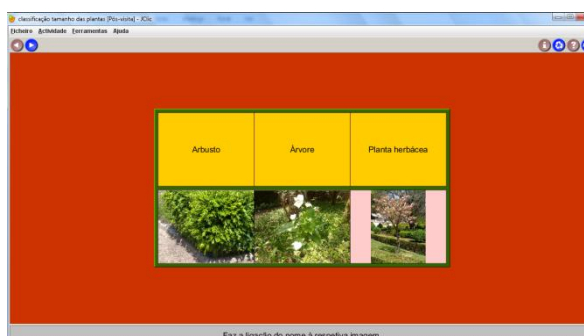 classificação tamanho das plantas [Pós-visita] - JClic
Ficheiro Actividade Ferramentas Ajuda
Arbusto Árvore Planta herbácea
Faz a ligação do nome à respetiva imagem